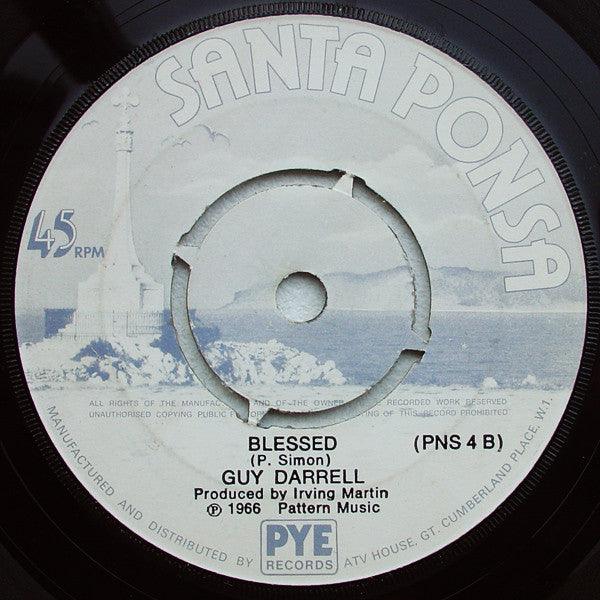 SANTA PONSA
45
RPM
ALL RIGHTS OF THE MANUFAC AND OF THE OWNER RECORDED WORK RESERVED
UNAUTHORISED COPYING PUBLIC OF THIS RECORD PROHIBITED
BLESSED
(P. Simon)
(PNS 4 B)
GUY DARRELL
Produced by Irving Martin
℗ 1966 Pattern Music
MANUFACTURED AND DISTRIBUTED BY PYE RECORDS ATV HOUSE, GT. CUMBERLAND PLACE, W.1.